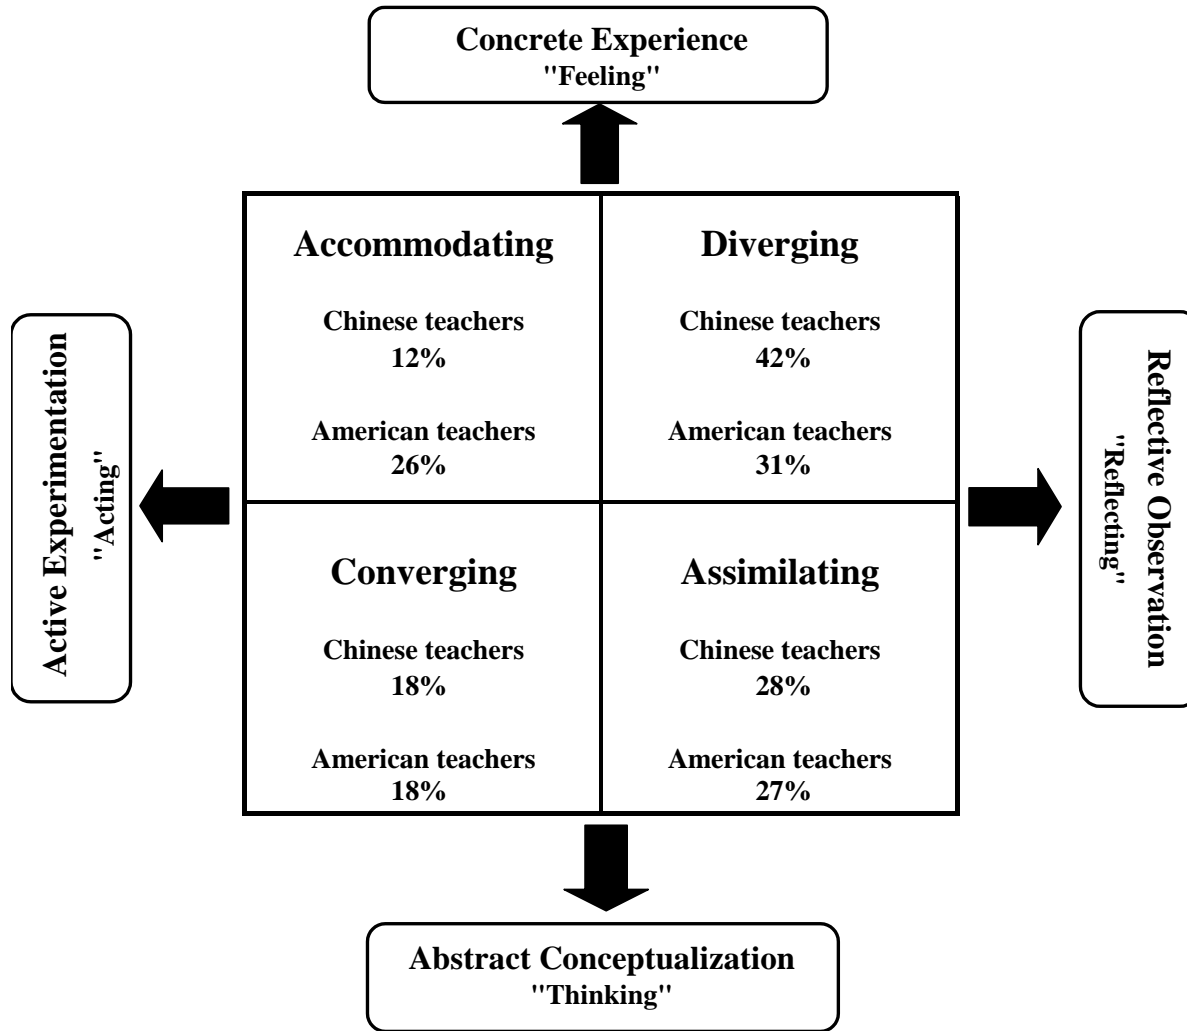 Concrete Experience
"Feeling"
Accommodating
Chinese teachers
12%
American teachers
26%
Diverging
Chinese teachers
42%
American teachers
31%
Active Experimentation
"Acting"
Reflective Observation
"Reflecting"
Converging
Chinese teachers
18%
American teachers
18%
Assimilating
Chinese teachers
28%
American teachers
27%
Abstract Conceptualization
"Thinking"